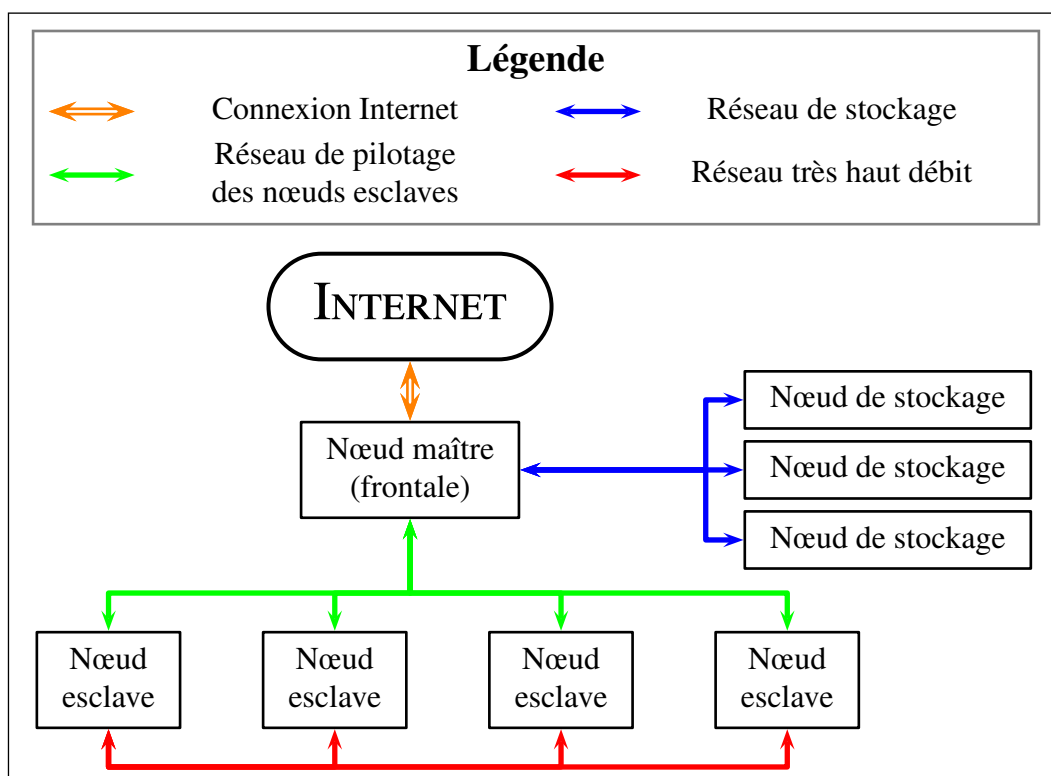 Légende
Connexion Internet
Réseau de stockage
Réseau de pilotage
des nœuds esclaves
Réseau très haut débit
INTERNET
Nœud maître
(frontale)
Nœud de stockage
Nœud de stockage
Nœud de stockage
Nœud
esclave
Nœud
esclave
Nœud
esclave
Nœud
esclave